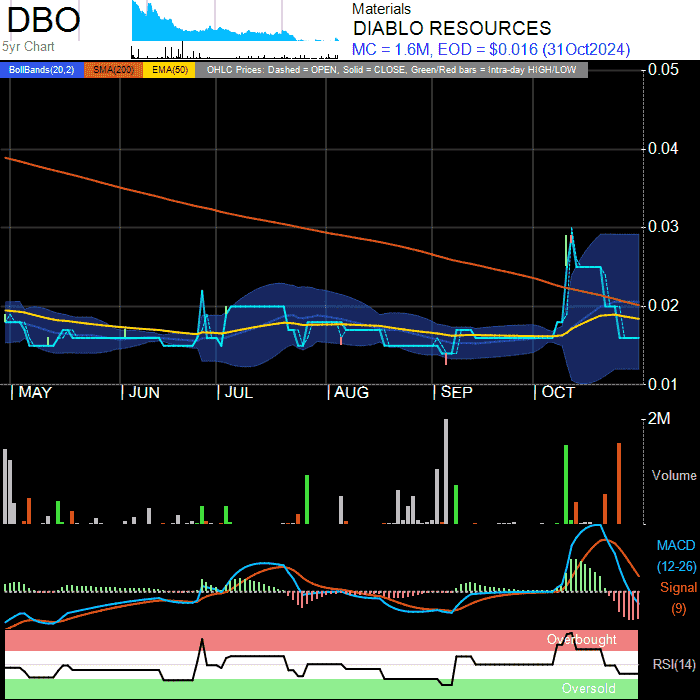 DBO
5yr Chart
Materials
DIABLO RESOURCES
MC = 1.6M, EOD = $0.016 (31Oct2024)
BollBands(20,2) SMA(200) EMA(50) OHLC Prices: Dashed = OPEN, Solid = CLOSE, Green/Red bars = Intra-day HIGH/LOW
0.05
0.04
0.03
0.02
0.01
MAY JUN JUL AUG SEP OCT
2M
Volume
MACD
(12-26)
Signal
(9)
Overbought
RSI(14)
Oversold